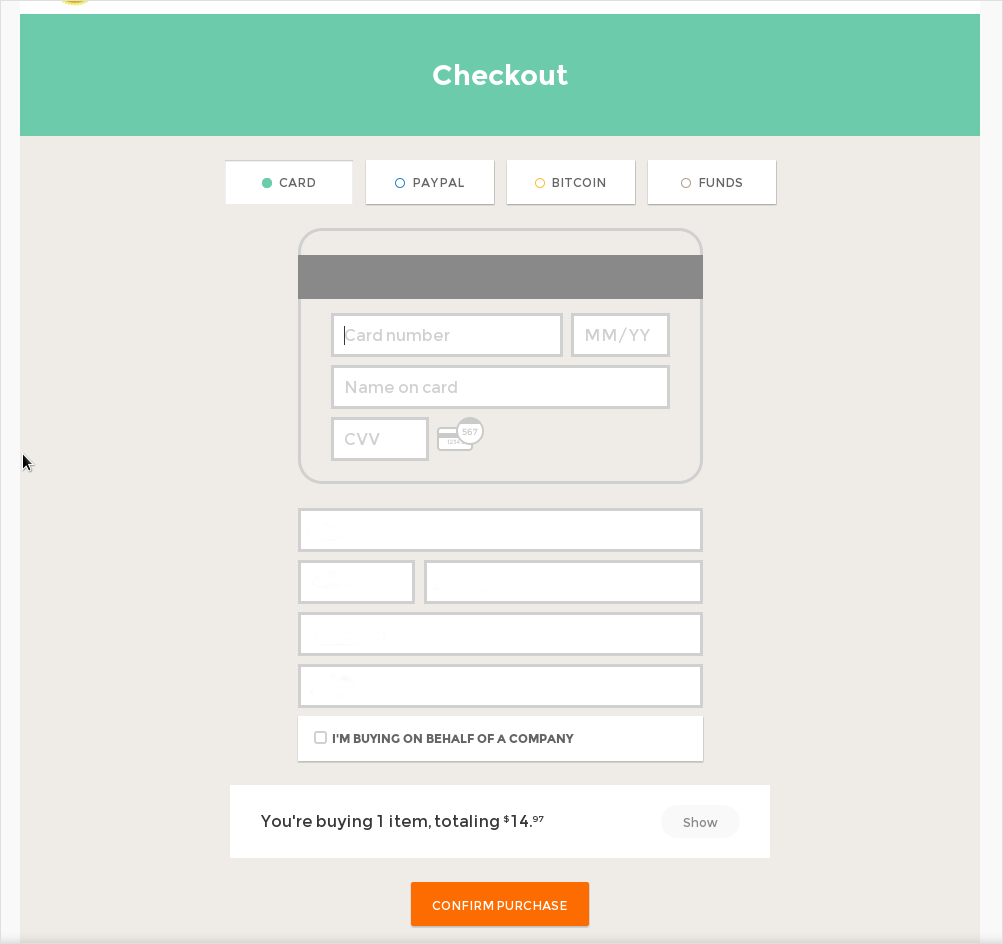 Checkout
CARD PAYPAL BITCOIN FUNDS
Card number MM/YY
Name on card
CVV 567
1234
I'M BUYING ON BEHALF OF A COMPANY
You're buying 1 item, totaling $14.97 Show
CONFIRM PURCHASE